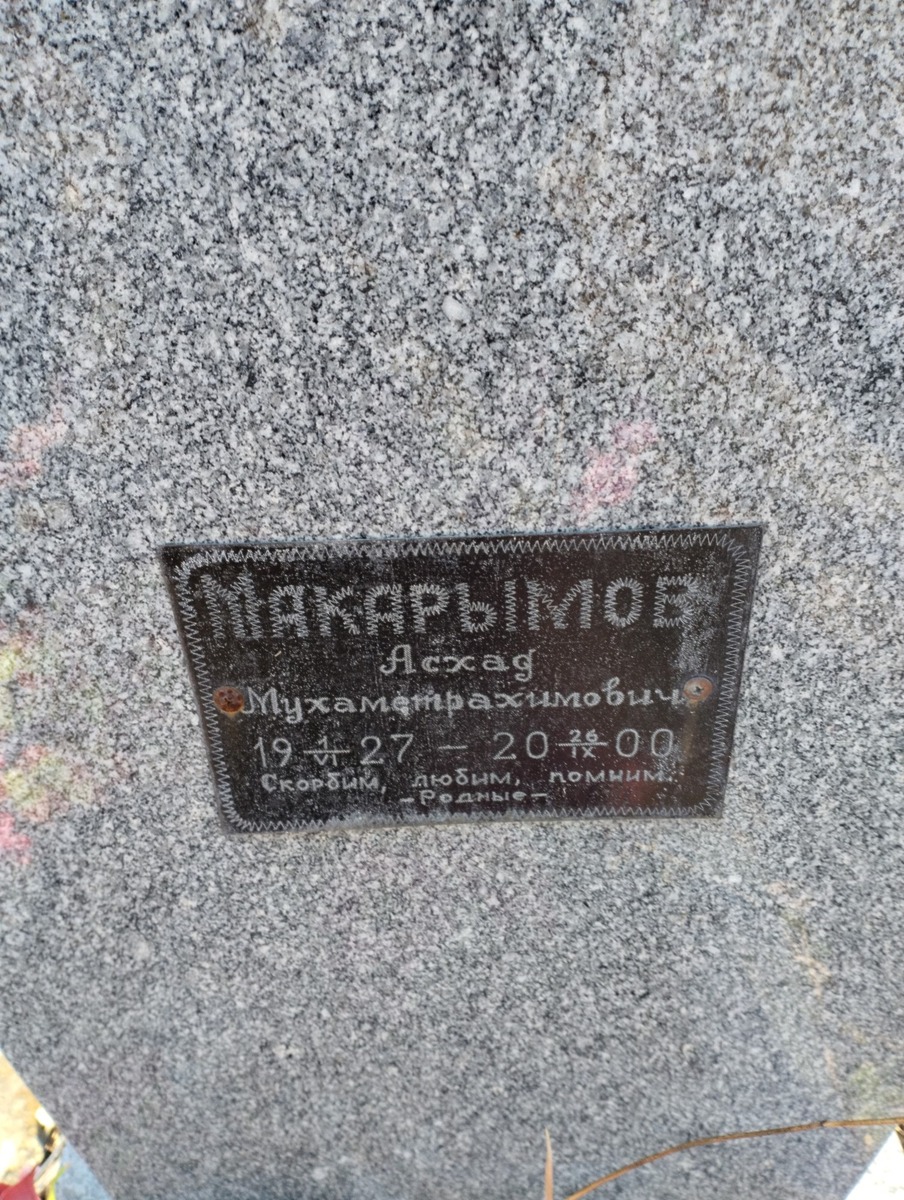 Макарымов
Асхад
Мухаметрахимович
19 1/VI 27 - 20 26/IX 00
Скорбим, любим, помним.
-Родные-